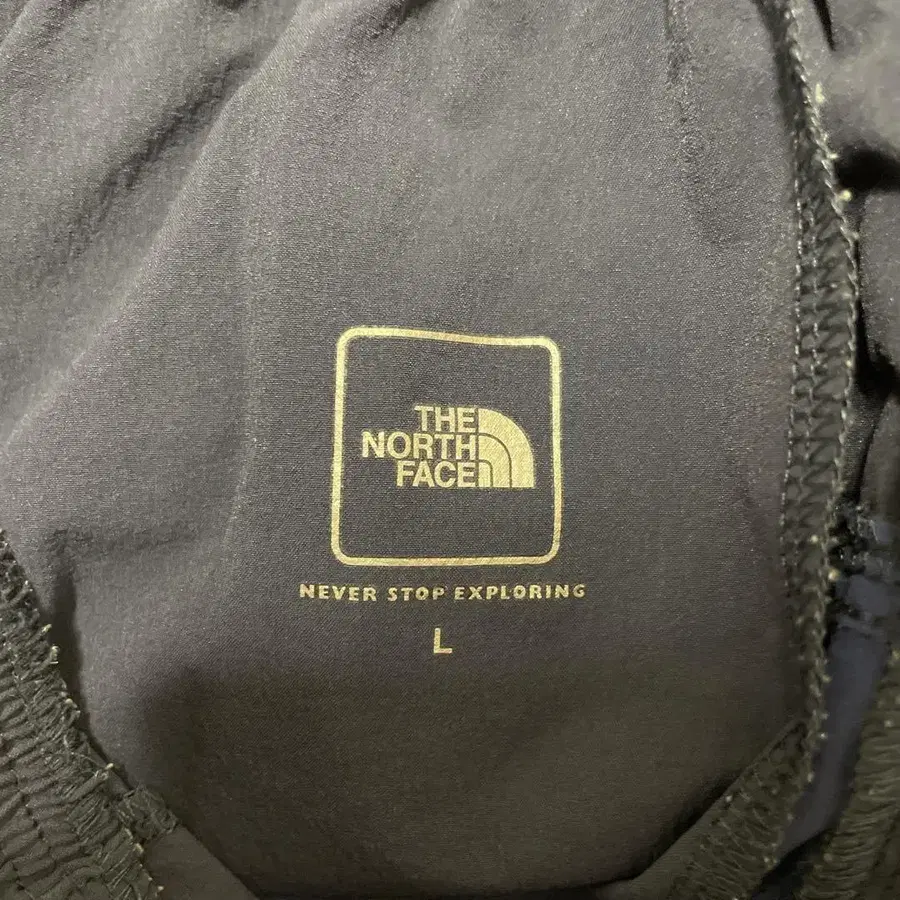 THE
NORTH
FACE
NEVER STOP EXPLORING
L